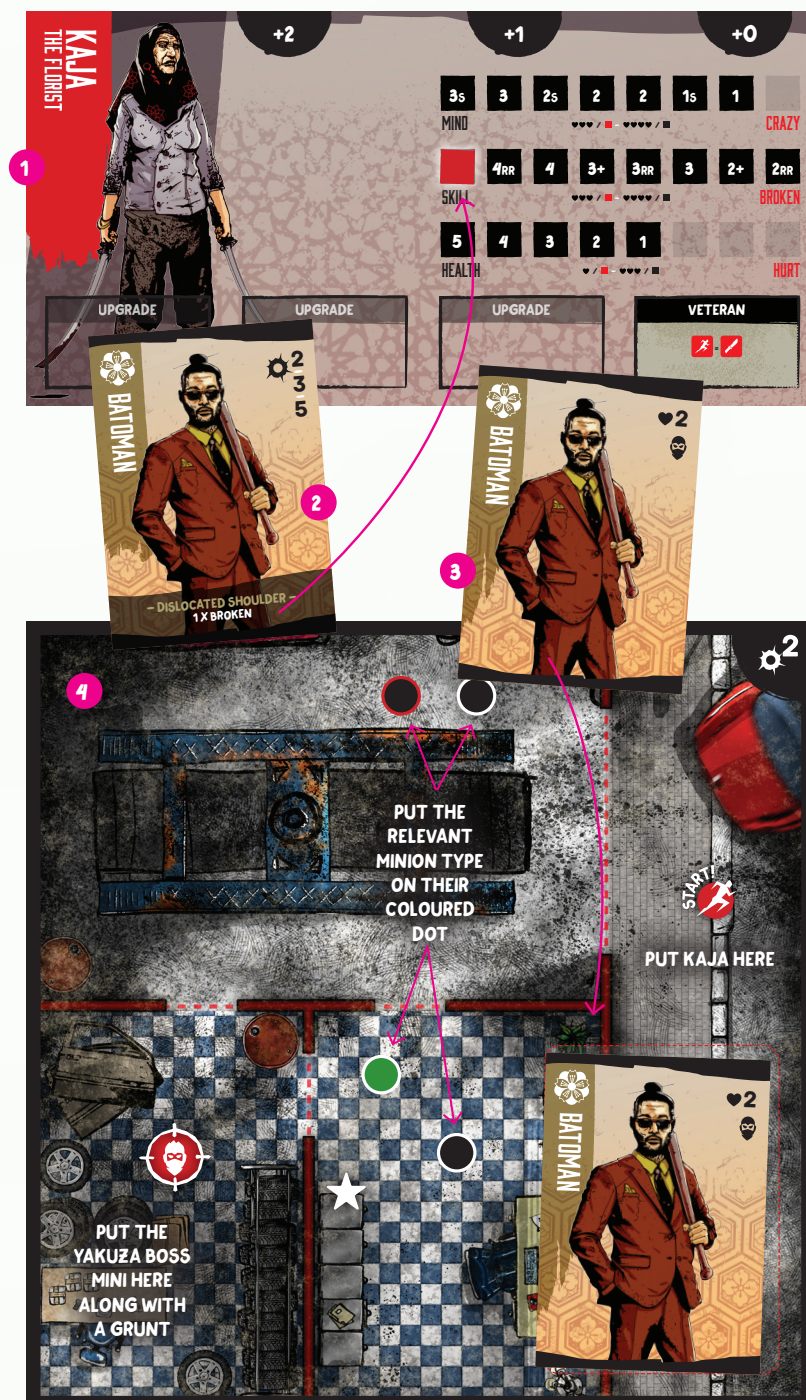 +2
+1
+0
KAJA
THE FLORIST
1
3S 3 2S 2 2 1S 1
MIND
CRAZY
4RR 4 3+ 3RR 3 2+ 2RR
SKILL
BROKEN
5 4 3 2 1
HEALTH
HURT
UPGRADE
UPGRADE
UPGRADE
VETERAN
BATOMAN
2
3
5
2
- DISLOCATED SHOULDER -
1 X BROKEN
BATOMAN
2
3
4
2
PUT THE
RELEVANT
MINION TYPE
ON THEIR
COLOURED
DOT
START!
PUT KAJA HERE
BATOMAN
2
PUT THE
YAKUZA BOSS
MINI HERE
ALONG WITH
A GRUNT